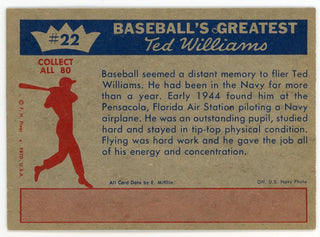 #22
BASEBALL'S GREATEST
Ted Williams
COLLECT
ALL 80
Baseball seemed a distant memory to flier Ted
Williams. He had been in the Navy for more
than a year. Early 1944 found him at the
Pensacola, Florida Air Station piloting a Navy
airplane. He was an outstanding pupil, studied
hard and stayed in tip-top physical condition.
Flying was hard work and he gave the job all
of his energy and concentration.
All Card Data by E. Mifflin
Off. U.S. Navy Photo